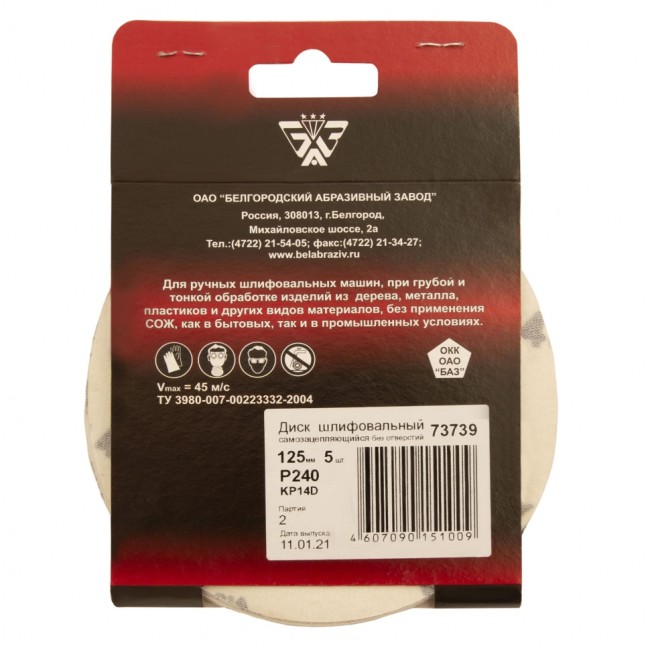 БАЗ
ОАО "БЕЛГОРОДСКИЙ АБРАЗИВНЫЙ ЗАВОД"
Россия, 308013, г.Белгород,
Михайловское шоссе, 2а
Тел.:(4722) 21-54-05; факс:(4722) 21-34-27;
www.belabraziv.ru
Для ручных шлифовальных машин, при грубой и
тонкой обработке изделий из дерева, металла,
пластиков и других видов материалов, без применения
СОЖ, как в бытовых, так и в промышленных условиях.
ОКК
ОАО
"БАЗ"
Vmax = 45 м/с
ТУ 3980-007-00223332-2004
Диск шлифовальный 73739
самозацепляющийся без отверстий
125мм 5 шт
P240
KP14D
Партия
2
Дата выпуска:
11.01.21
4 607090 151009